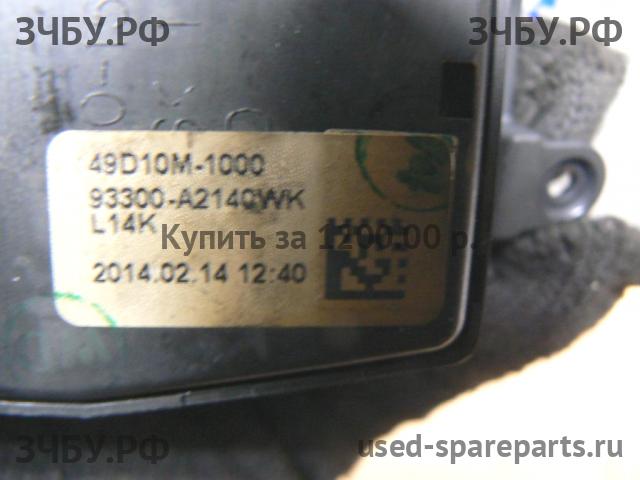 ЗЧБУ.РФ
ЗЧБУ.РФ
49D10M-1000
93300-A2140WK
L14K
Купить за 1200.00 р.
2014.02.14 12:40
ЗЧБУ.РФ
used-spareparts.ru